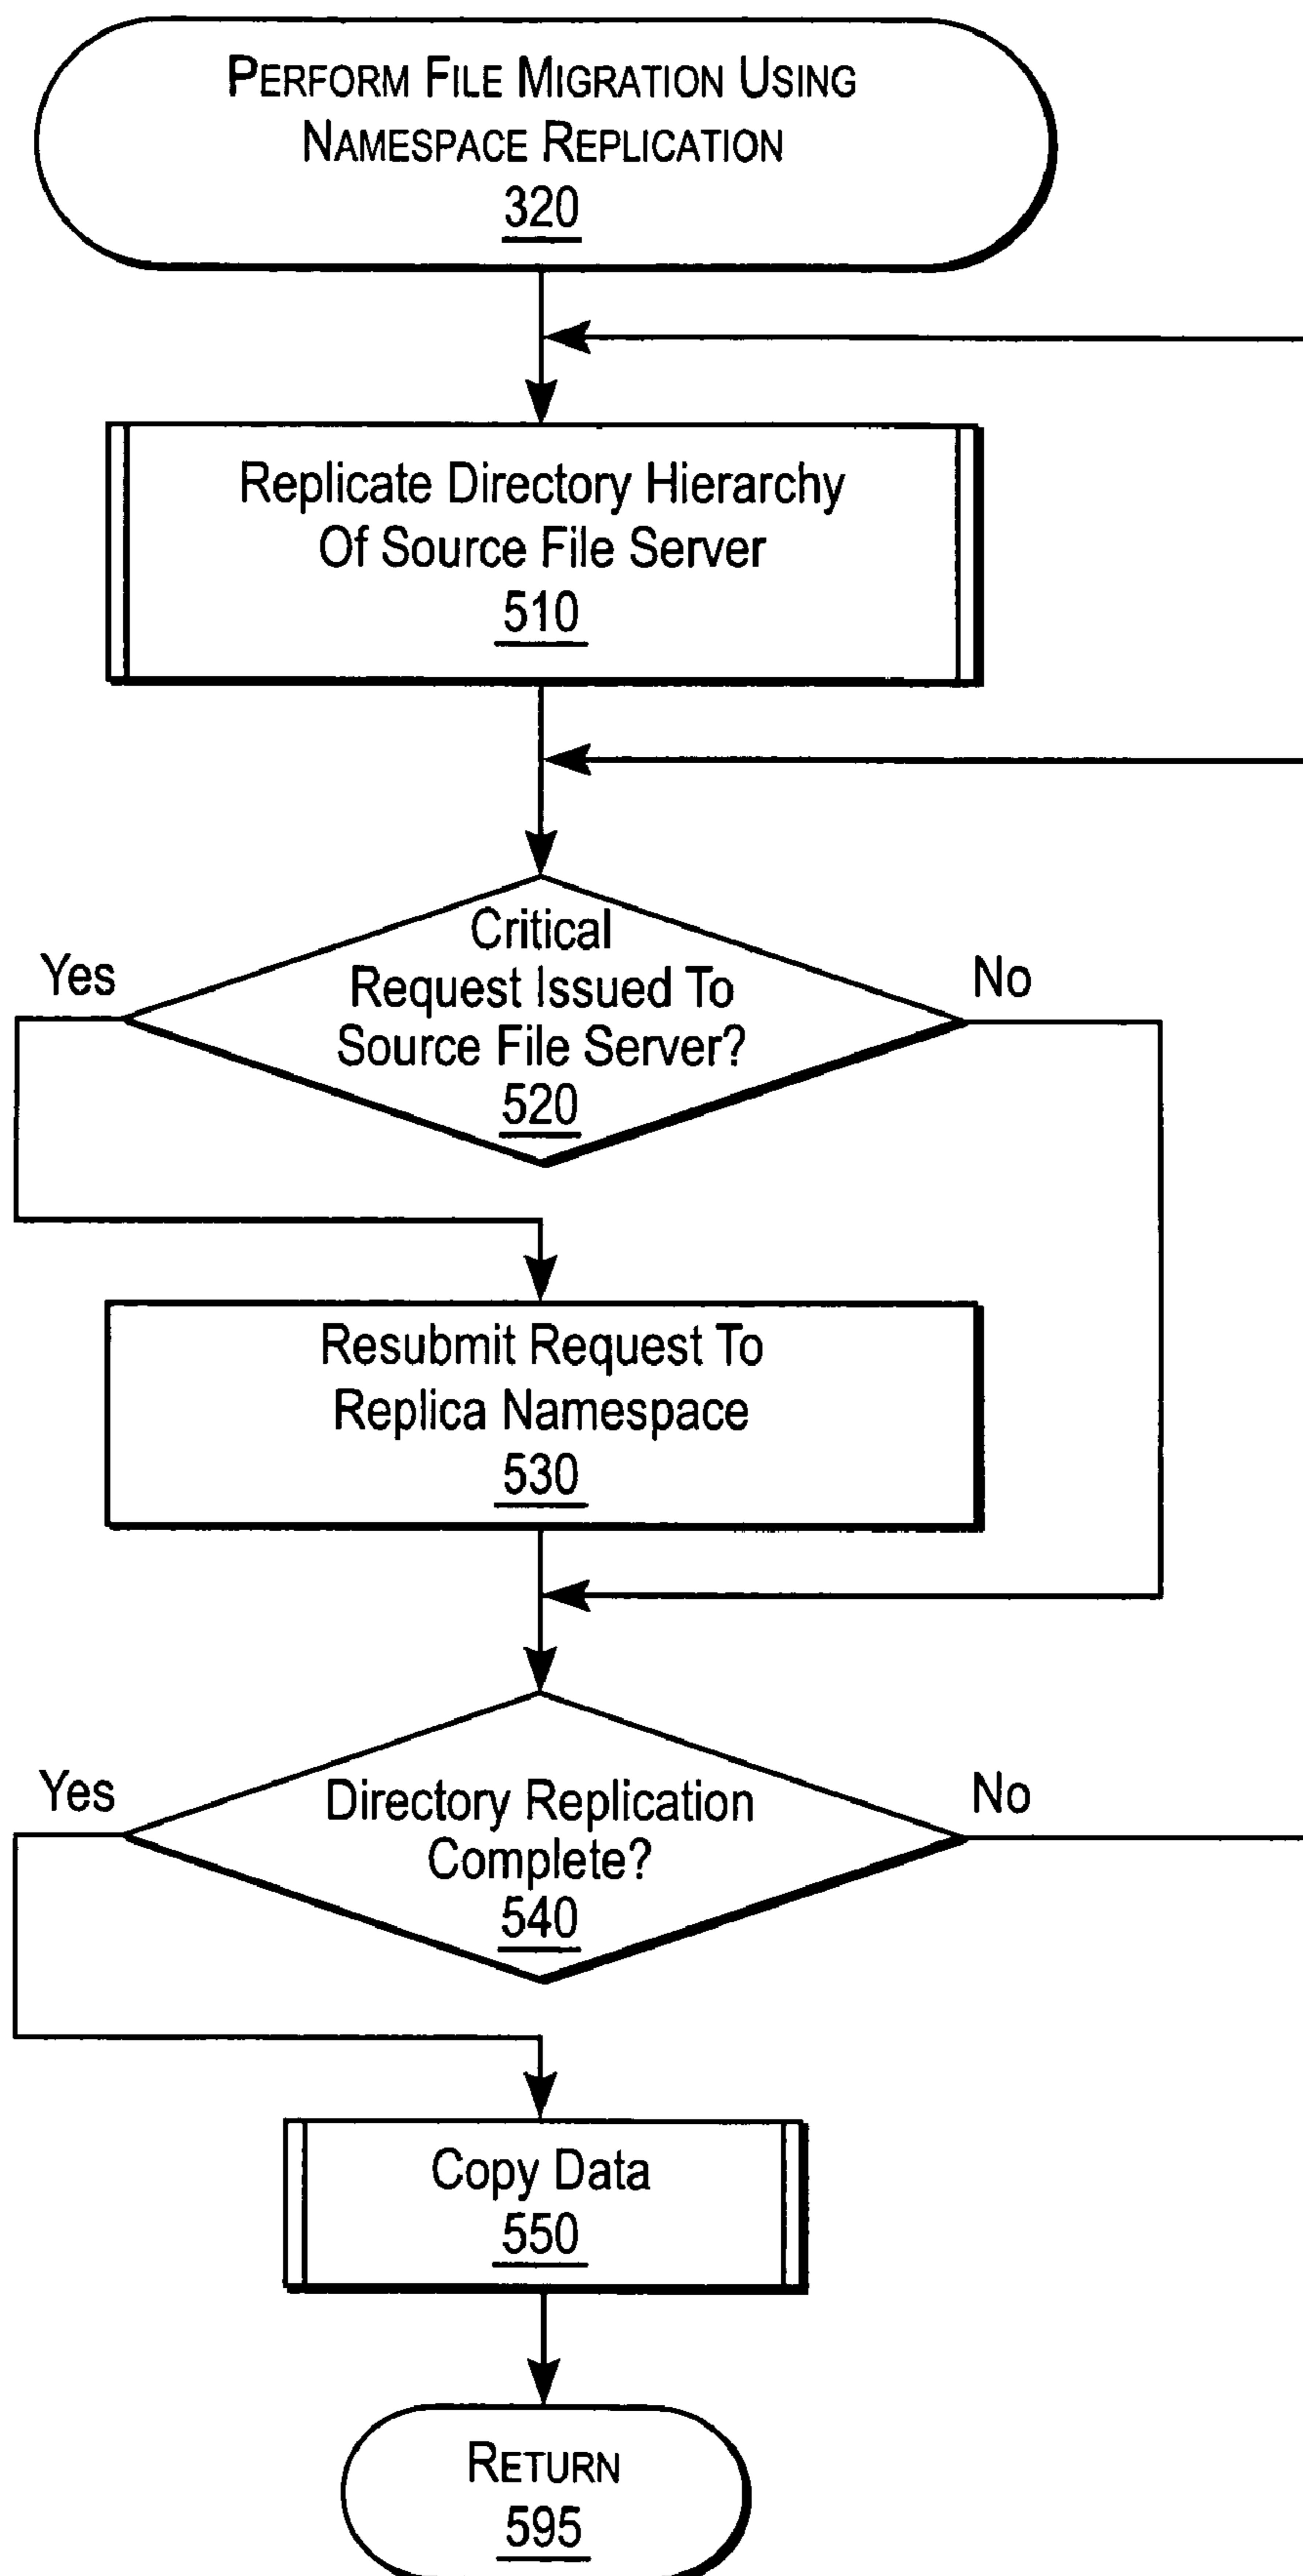 PERFORM FILE MIGRATION USING
NAMESPACE REPLICATION
320
Replicate Directory Hierarchy
Of Source File Server
510
Critical
Request Issued To
Source File Server?
520
Yes
No
Resubmit Request To
Replica Namespace
530
Directory Replication
Complete?
540
Yes
No
Copy Data
550
RETURN
595